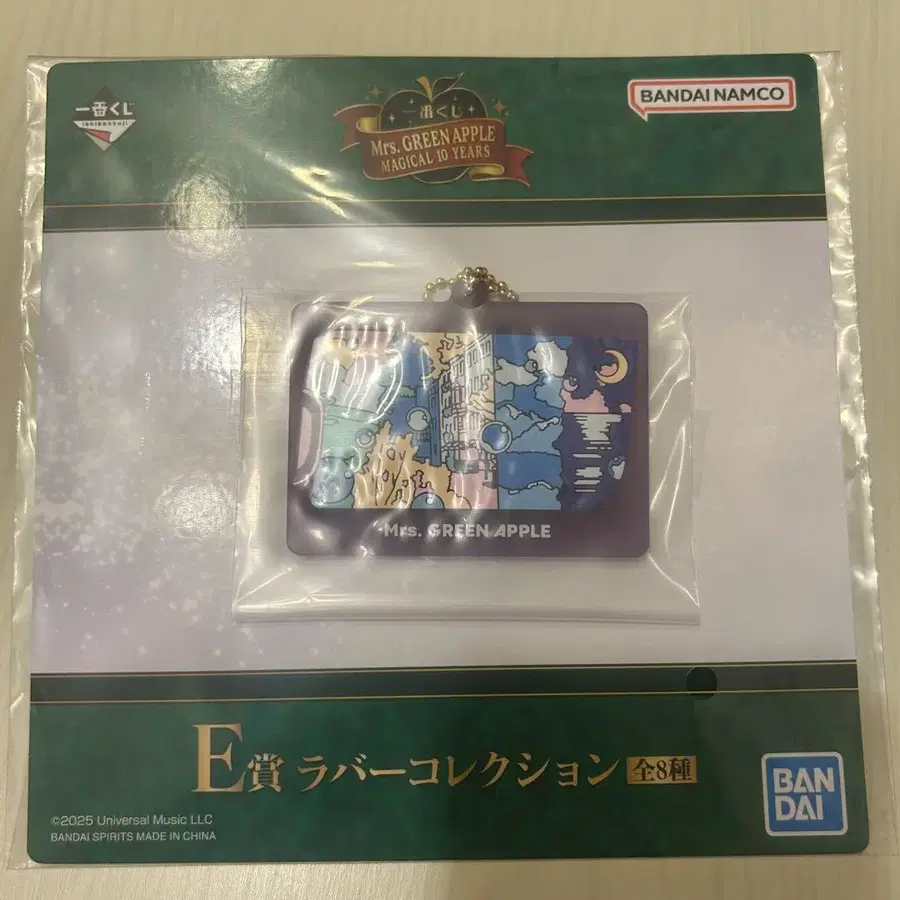 一番くじ
ICHIBANKUJI
一番くじ
Mrs. GREEN APPLE
MAGICAL 10 YEARS
BANDAI NAMCO
Mrs. GREEN APPLE
E賞 ラバーコレクション 全8種
©2025 Universal Music LLC
BANDAI SPIRITS MADE IN CHINA
BAN
DAI